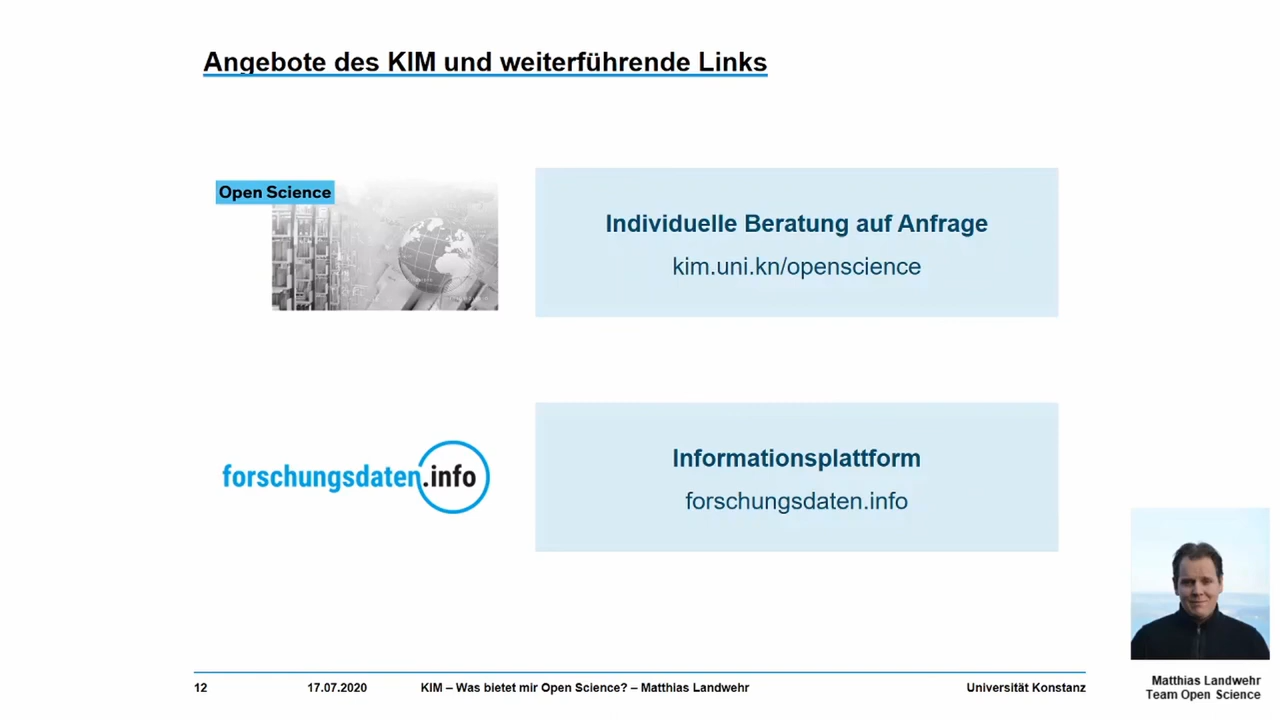 Angebote des KIM und weiterführende Links
Open Science
Individuelle Beratung auf Anfrage
kim.uni.kn/openscience
forschungsdaten.info
Informationsplattform
forschungsdaten.info
12
17.07.2020
KIM – Was bietet mir Open Science? – Matthias Landwehr
Universität Konstanz
Matthias Landwehr
Team Open Science